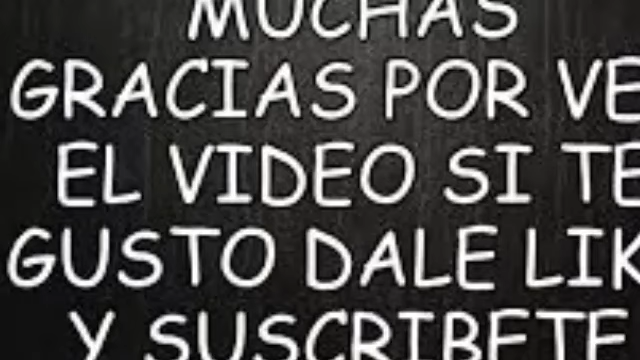 MUCHAS
GRACIAS POR VE
EL VIDEO SI TE
GUSTO DALE LIK
Y SUSCRIBETE